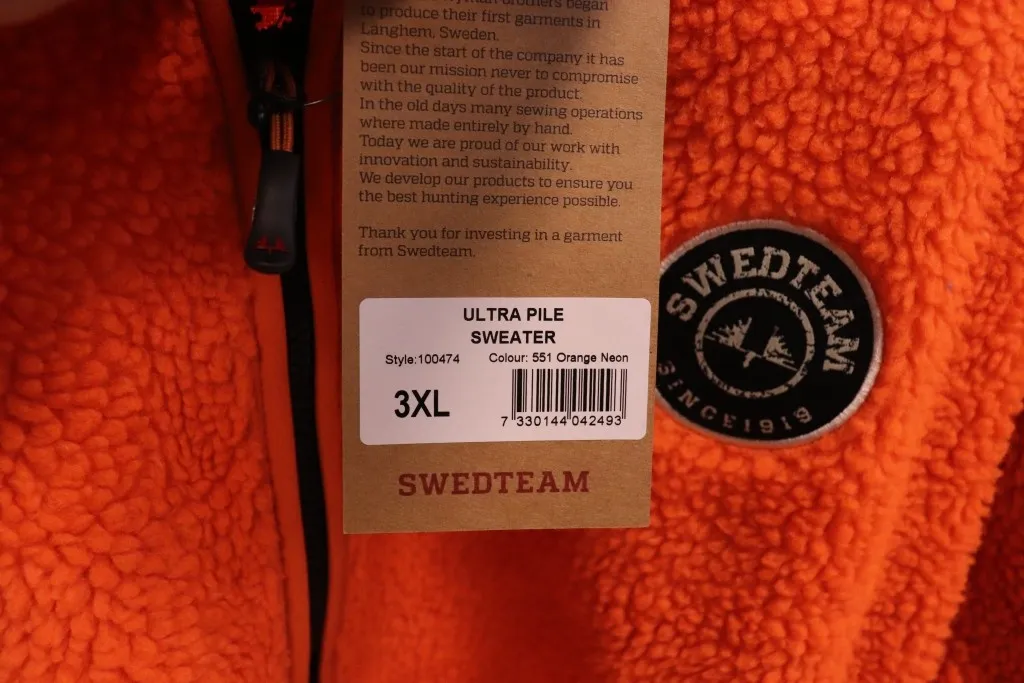 brothers began
to produce their first garments in
Langhem, Sweden.
Since the start of the company it has
been our mission never to compromise
with the quality of the product.
In the old days many sewing operations
where made entirely by hand.
Today we are proud of our work with
innovation and sustainability.
We develop our products to ensure you
the best hunting experience possible.
Thank you for investing in a garment
from Swedteam.
ULTRA PILE
SWEATER
Style:100474 Colour: 551 Orange Neon
3XL
7 330144 042493
SWEDTEAM
SWEDTEAM
SINCE 1919